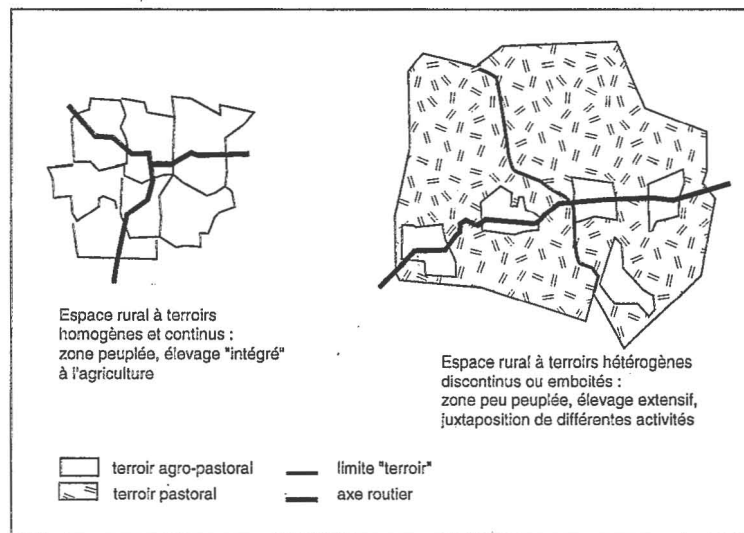 Espace rural à terroirs
homogènes et continus :
zone peuplée, élevage "intégré"
à l'agriculture
Espace rural à terroirs hétérogènes
discontinus ou emboités :
zone peu peuplée, élevage extensif,
juxtaposition de différentes activités
terroir agro-pastoral
limite "terroir"
terroir pastoral
axe routier